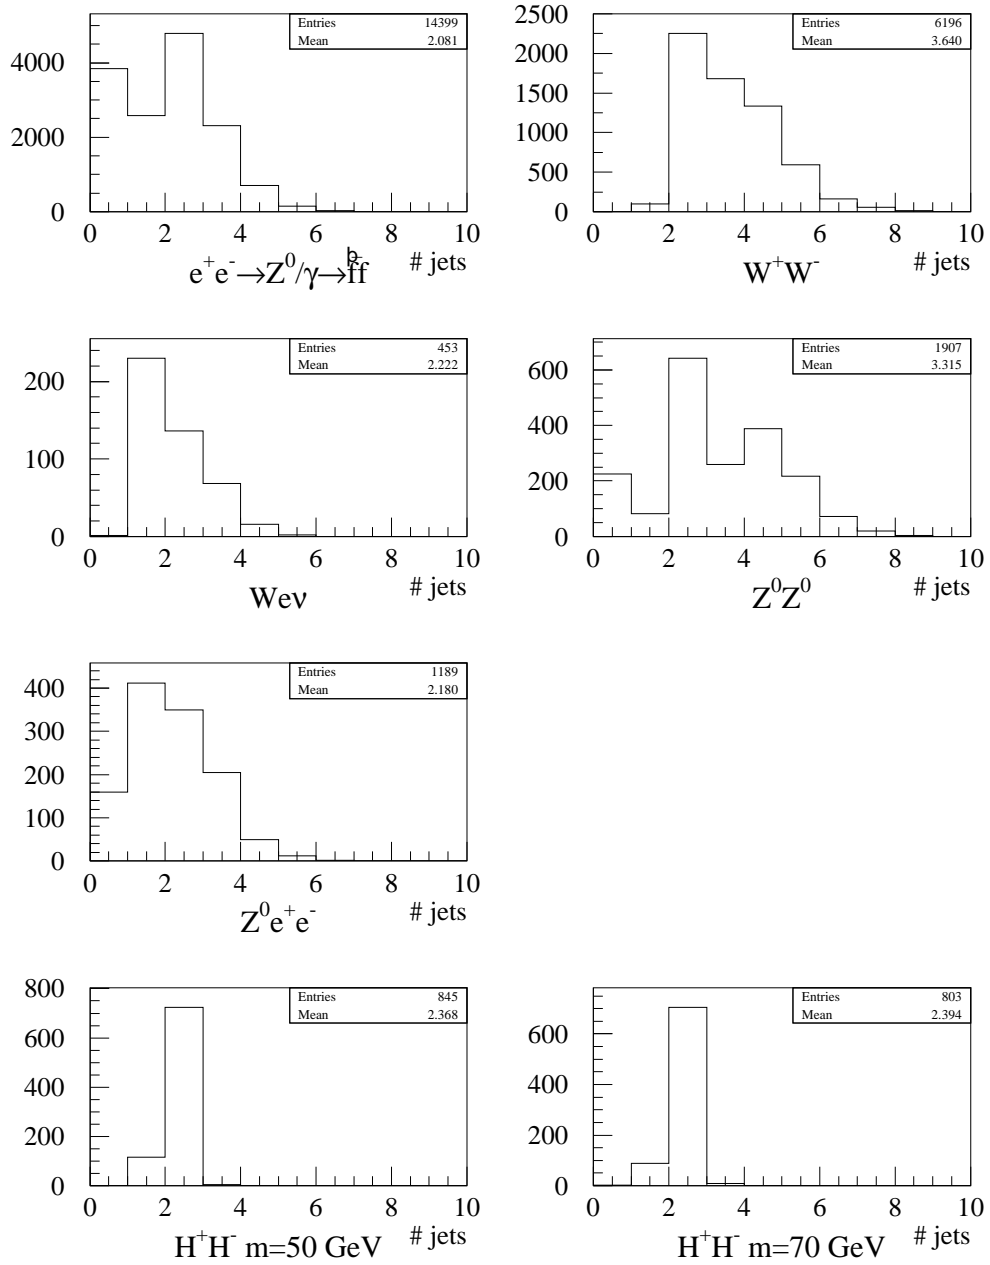 Entries 14399
Mean 2.081
4000
2000
0
0 2 4 6 8 10
# jets
e⁺e⁻→Z⁰/γ→f̄f
Entries 6196
Mean 3.640
2500
2000
1500
1000
500
0
0 2 4 6 8 10
# jets
W⁺W⁻
Entries 453
Mean 2.222
200
100
0
0 2 4 6 8 10
# jets
Weν
Entries 1907
Mean 3.315
600
400
200
0
0 2 4 6 8 10
# jets
Z⁰Z⁰
Entries 1189
Mean 2.180
400
300
200
100
0
0 2 4 6 8 10
# jets
Z⁰e⁺e⁻
Entries 845
Mean 2.368
800
600
400
200
0
0 2 4 6 8 10
# jets
H⁺H⁻ m=50 GeV
Entries 803
Mean 2.394
600
400
200
0
0 2 4 6 8 10
# jets
H⁺H⁻ m=70 GeV